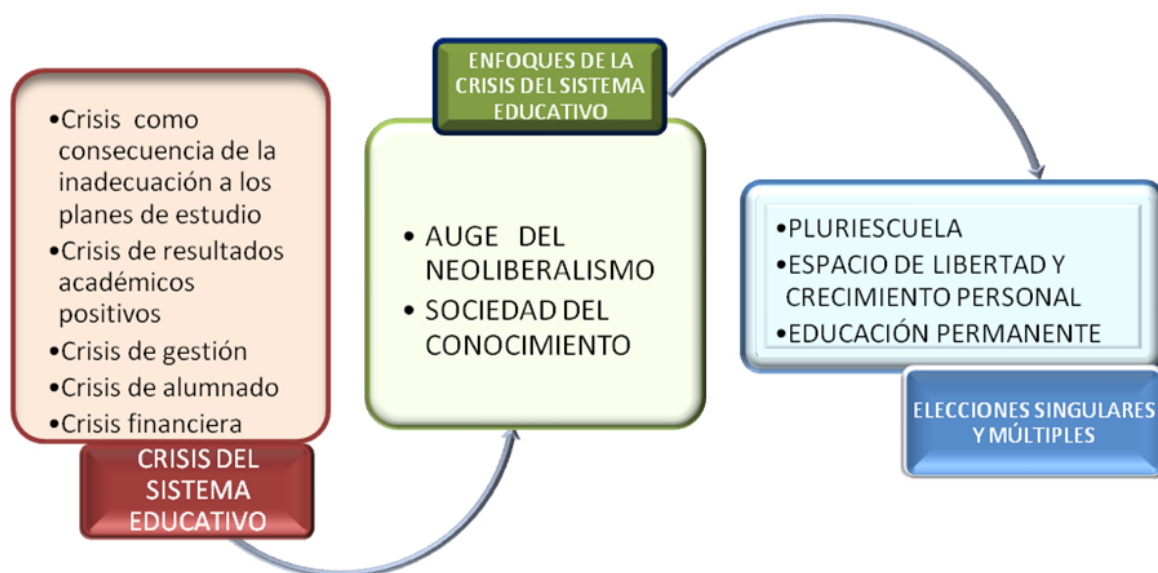 •Crisis como
consecuencia de la
inadecuación a los
planes de estudio
•Crisis de resultados
académicos
positivos
•Crisis de gestión
•Crisis de alumnado
•Crisis financiera
CRISIS DEL
SISTEMA
EDUCATIVO
ENFOQUES DE LA
CRISIS DEL SISTEMA
EDUCATIVO
• AUGE DEL
NEOLIBERALISMO
• SOCIEDAD DEL
CONOCIMIENTO
•PLURIESCUELA
•ESPACIO DE LIBERTAD Y
CRECIMIENTO PERSONAL
•EDUCACIÓN PERMANENTE
ELECCIONES SINGULARES
Y MÚLTIPLES